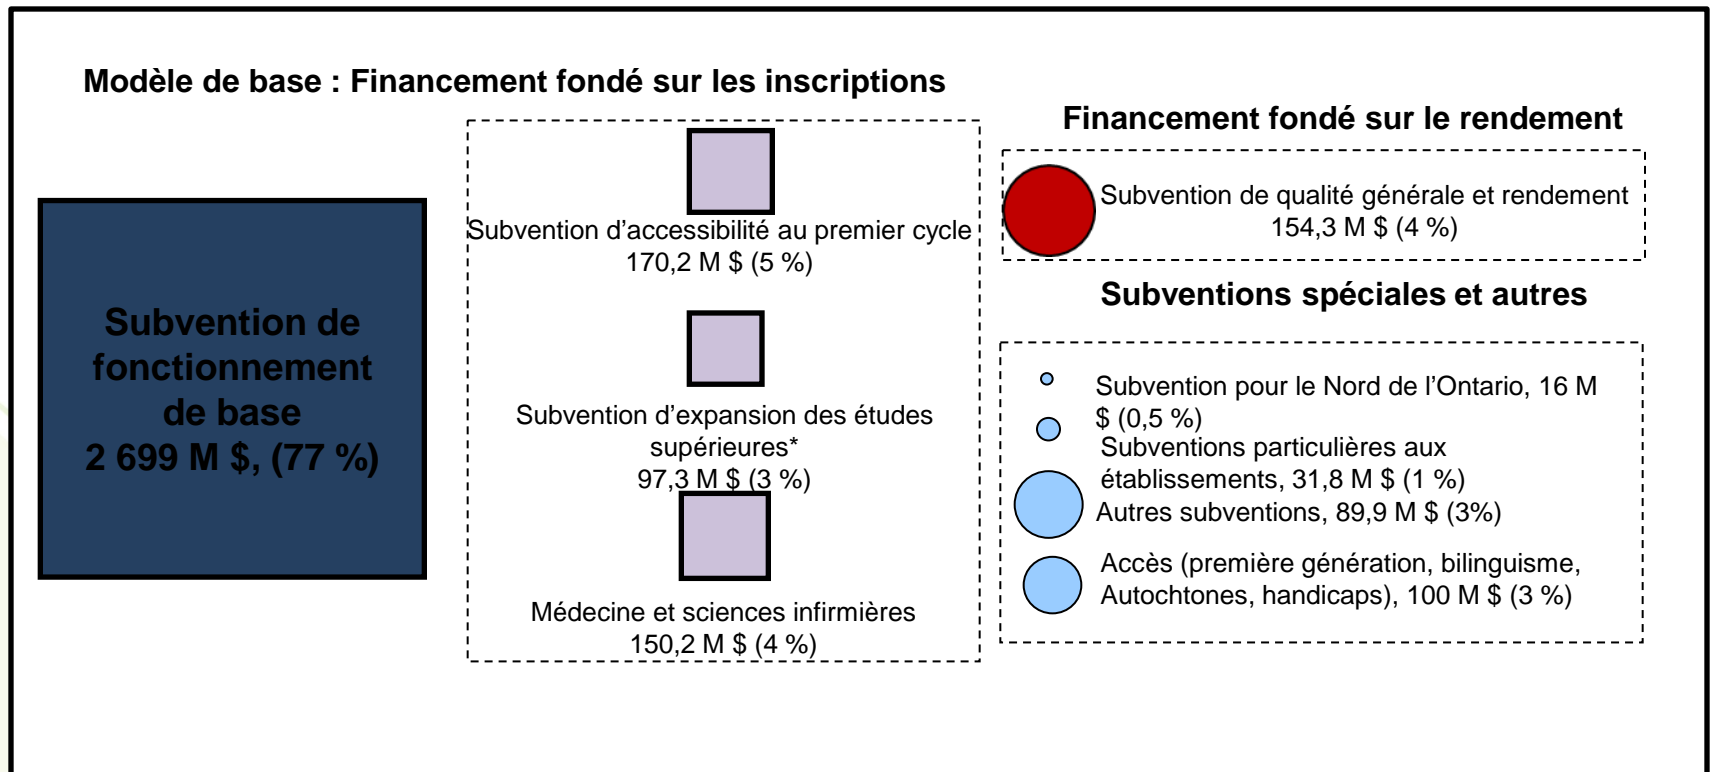 Modèle de base : Financement fondé sur les inscriptions
Subvention de
fonctionnement
de base
2 699 M $, (77 %)
Subvention d’accessibilité au premier cycle
170,2 M $ (5 %)
Subvention d’expansion des études
supérieures*
97,3 M $ (3 %)
Médecine et sciences infirmières
150,2 M $ (4 %)
Financement fondé sur le rendement
Subvention de qualité générale et rendement
154,3 M $ (4 %)
Subventions spéciales et autres
Subvention pour le Nord de l’Ontario, 16 M
$ (0,5 %)
Subventions particulières aux
établissements, 31,8 M $ (1 %)
Autres subventions, 89,9 M $ (3%)
Accès (première génération, bilinguisme,
Autochtones, handicaps), 100 M $ (3 %)